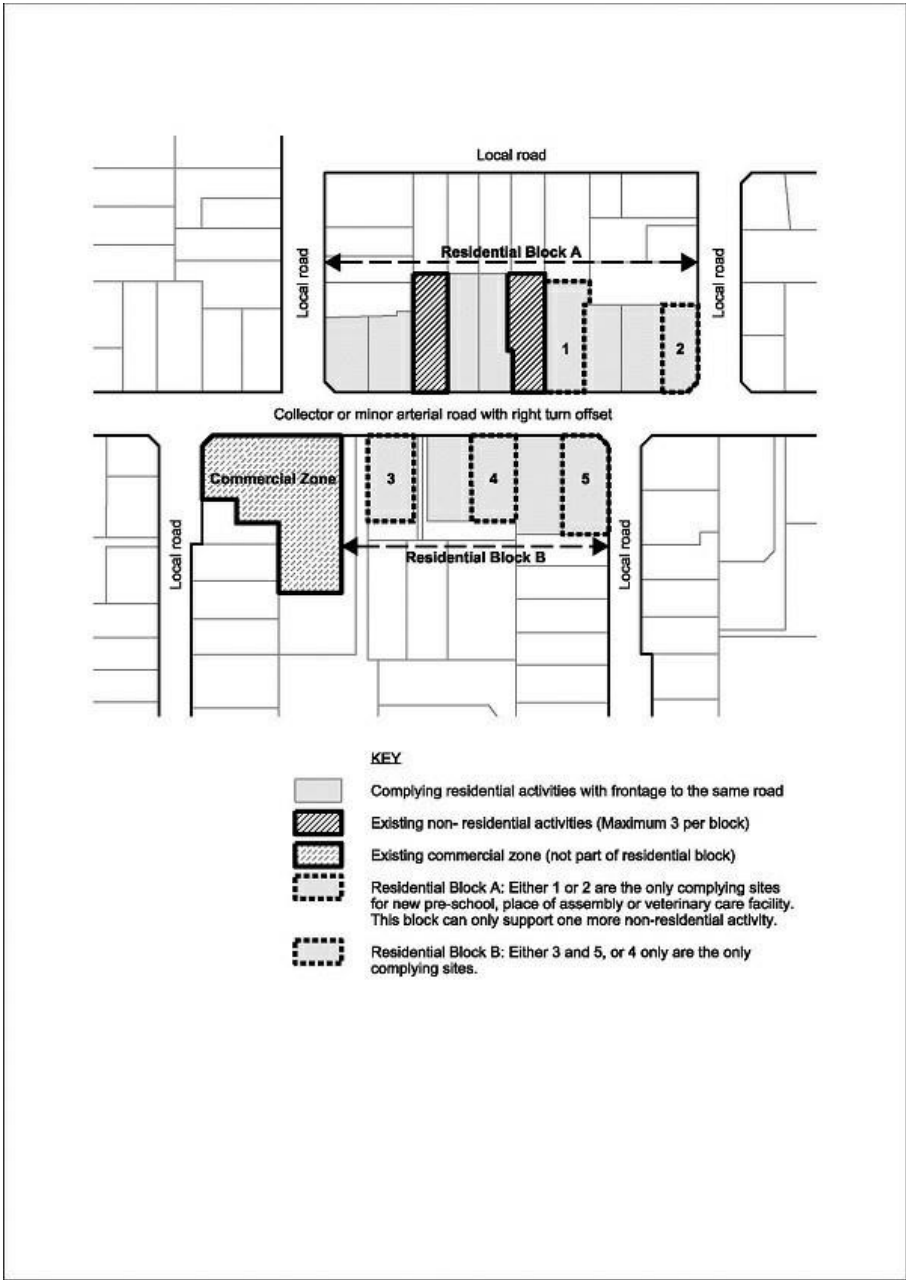 Local road
Residential Block A
Local road
Local road
1
2
Collector or minor arterial road with right turn offset
Commercial Zone
3
4
5
Local road
Residential Block B
Local road
KEY
Complying residential activities with frontage to the same road
Existing non- residential activities (Maximum 3 per block)
Existing commercial zone (not part of residential block)
Residential Block A: Either 1 or 2 are the only complying sites
for new pre-school, place of assembly or veterinary care facility.
This block can only support one more non-residential activity.
Residential Block B: Either 3 and 5, or 4 only are the only
complying sites.